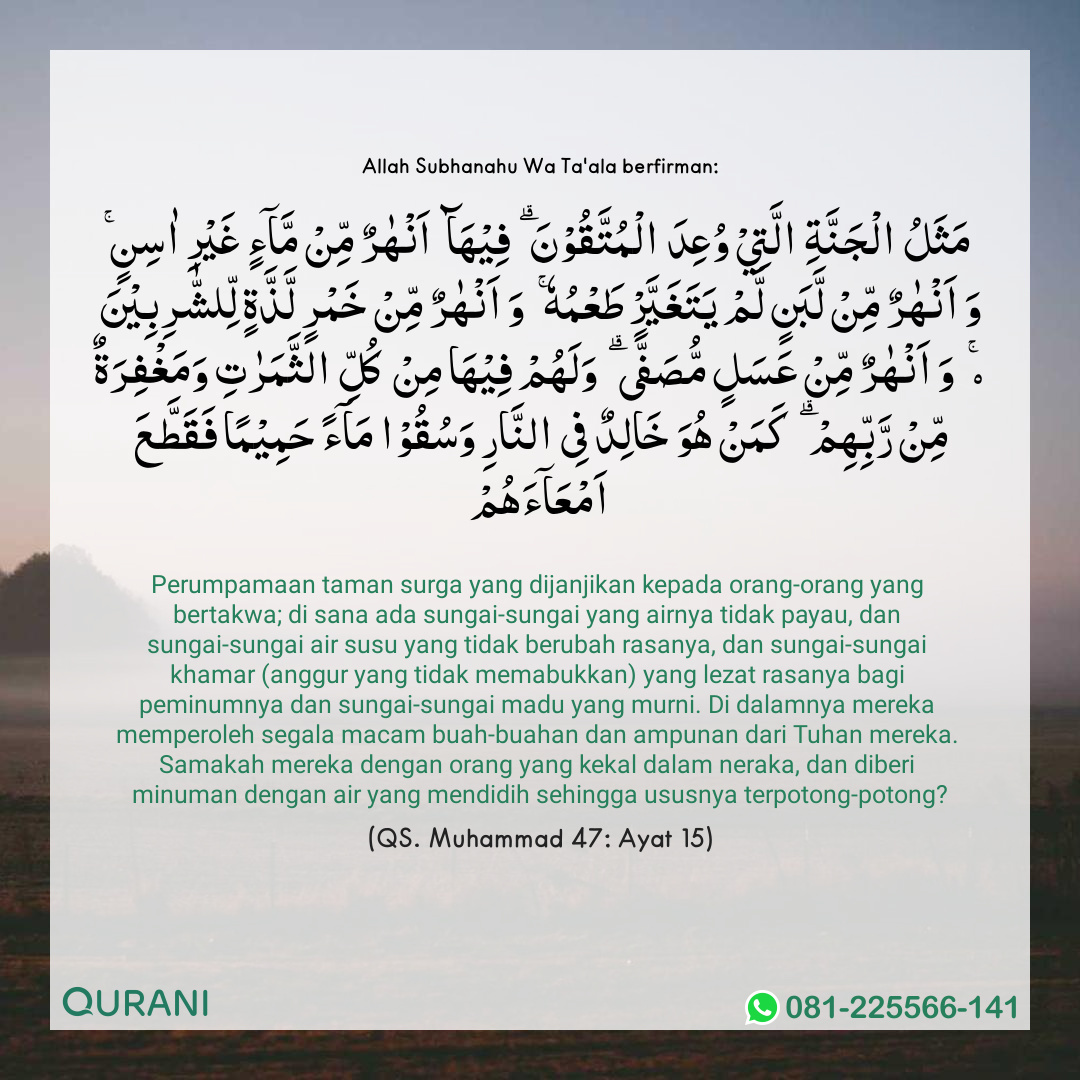 Allah Subhanahu Wa Ta'ala berfirman:
مَثَلُ الْجَنَّةِ الَّتِيْ وُعِدَ الْمُتَّقُوْنَ ۗ فِيْهَاۤ اَنْهٰرٌ مِّنْ مَّآءٍ غَيْرِ اٰسِنٍ ۚ
وَ اَنْهٰرٌ مِّنْ لَّبَنٍ لَّمْ يَتَغَيَّرْ طَعْمُهٗ ۚ وَ اَنْهٰرٌ مِّنْ خَمْرٍ لَّذَّةٍ لِّلشّٰرِبِيْنَ
ە ۚ وَ اَنْهٰرٌ مِّنْ عَسَلٍ مُّصَفًّى ۗ وَلَهُمْ فِيْهَا مِنْ كُلِّ الثَّمَرٰتِ وَمَغْفِرَةٌ
مِّنْ رَّبِّهِمْ ۗ كَمَنْ هُوَ خَالِدٌ فِى النَّارِ وَسُقُوْا مَآءً حَمِيْمًا فَقَطَّعَ
اَمْعَآءَهُمْ
Perumpamaan taman surga yang dijanjikan kepada orang-orang yang
bertakwa; di sana ada sungai-sungai yang airnya tidak payau, dan
sungai-sungai air susu yang tidak berubah rasanya, dan sungai-sungai
khamar (anggur yang tidak memabukkan) yang lezat rasanya bagi
peminumnya dan sungai-sungai madu yang murni. Di dalamnya mereka
memperoleh segala macam buah-buahan dan ampunan dari Tuhan mereka.
Samakah mereka dengan orang yang kekal dalam neraka, dan diberi
minuman dengan air yang mendidih sehingga ususnya terpotong-potong?
(QS. Muhammad 47: Ayat 15)
QURANI
081-225566-141